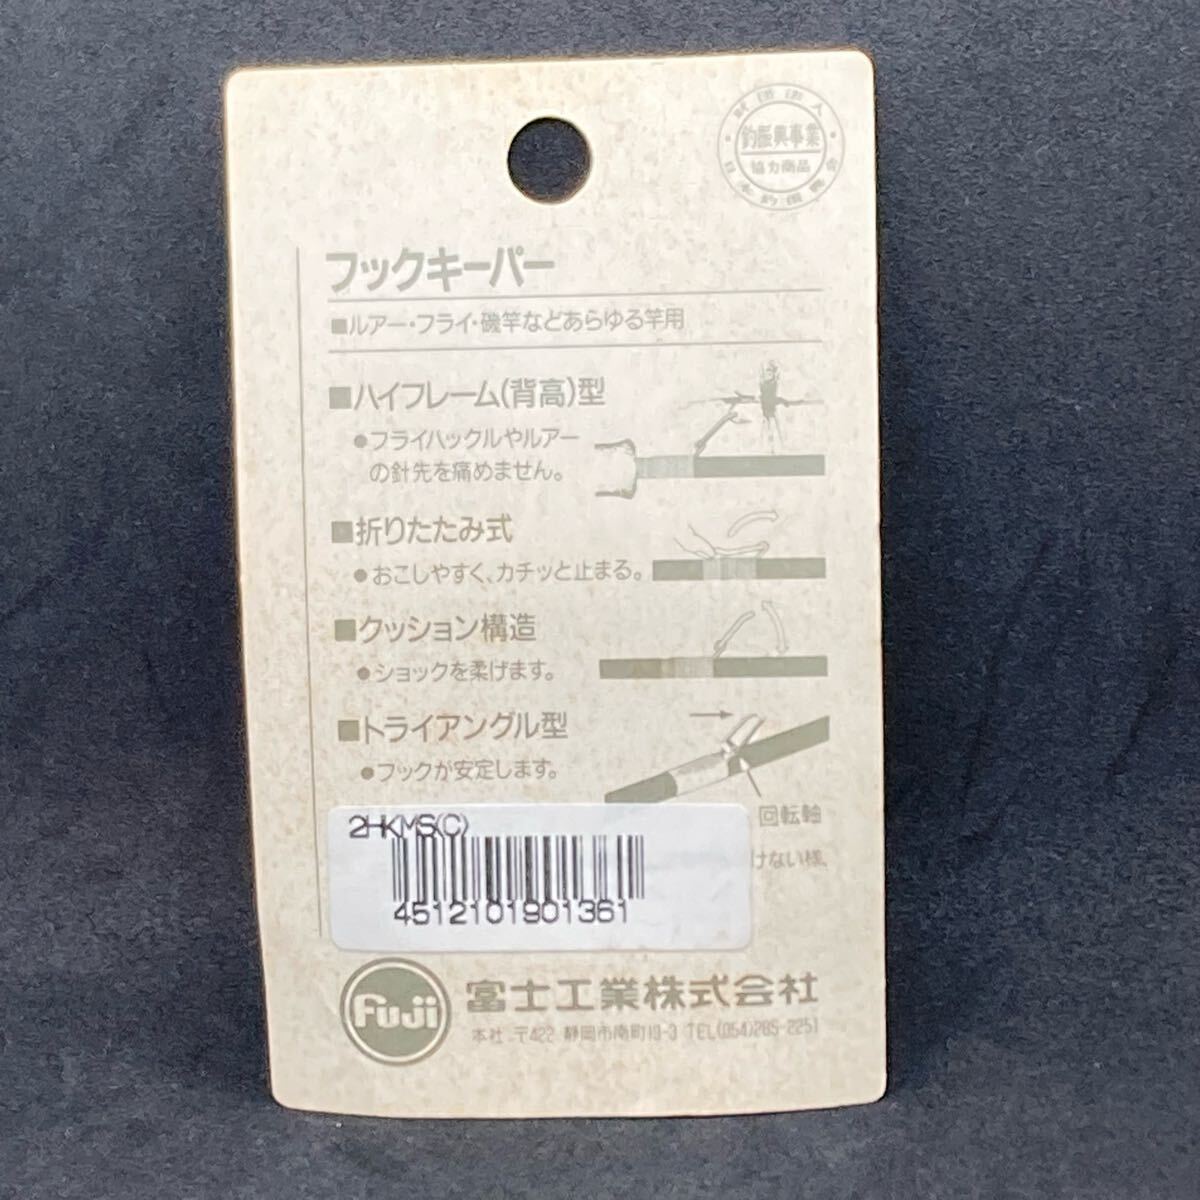 財団法人
釣振興事業
協力商品
日本釣振興会
フックキーパー
■ルアー・フライ・磯竿などあらゆる竿用
■ハイフレーム(背高)型
●フライハックルやルアー
の針先を痛めません。
■折りたたみ式
●おこしやすく、カチッと止まる。
■クッション構造
●ショックを柔げます。
■トライアングル型
●フックが安定します。
回転軸
けない様、
2HKMS(C)
4512101901361
Fuji
富士工業株式会社
本社 〒422 静岡市南町19-3 TEL(054)285-2251